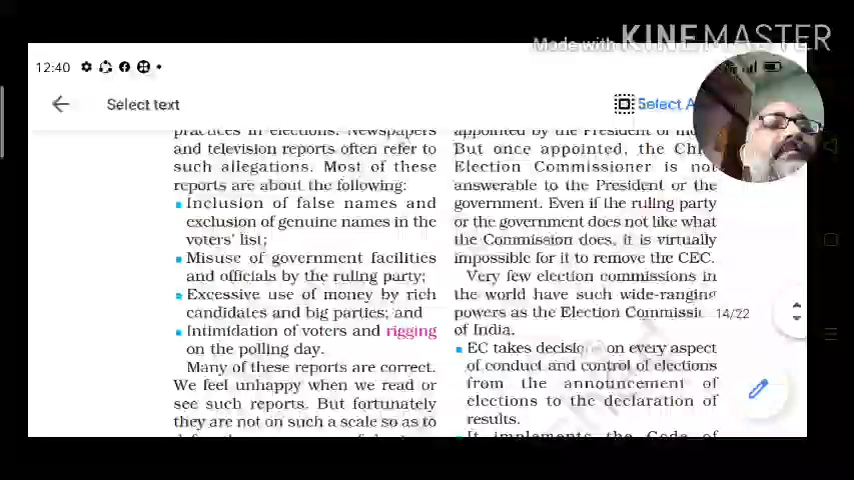 Made with KINEMASTER
12:40
Select text
Select A
practices in elections. Newspapers
and television reports often refer to
such allegations. Most of these
reports are about the following:
Inclusion of false names and
exclusion of genuine names in the
voters' list;
Misuse of government facilities
and officials by the ruling party;
Excessive use of money by rich
candidates and big parties; and
Intimidation of voters and rigging
on the polling day.
Many of these reports are correct.
We feel unhappy when we read or
see such reports. But fortunately
they are not on such a scale so as to
appointed by the President of
But once appointed, the
Election Commissioner is not
answerable to the President or the
government. Even if the ruling party
or the government does not like what
the Commission does, it is virtually
impossible for it to remove the CEC.
Very few election commissions in
the world have such wide-ranging
powers as the Election Commissi
of India.
EC takes decisi on every aspect
of conduct and control of elections
from the announcement of
elections to the declaration of
results.
It implements the Code of
14/22